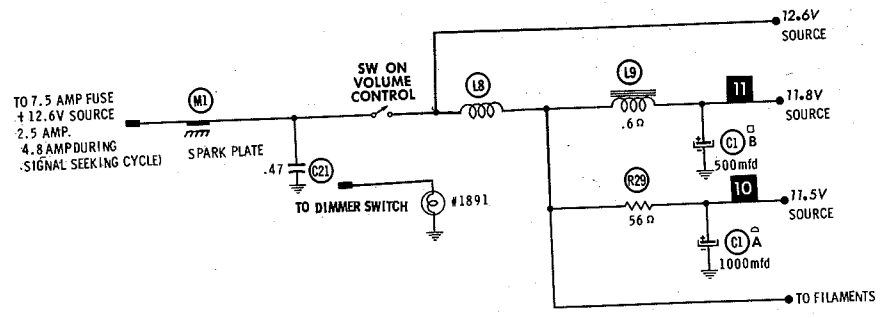 12.6V
SOURCE
SW ON
VOLUME
CONTROL
L8
L9
.6Ω
11
11.8V
SOURCE
TO 7.5 AMP FUSE
+12.6V SOURCE
2.5 AMP.
4.8 AMP DURING
SIGNAL SEEKING CYCLE)
M1
SPARK PLATE
.47
C21
C1 B
500mfd
TO DIMMER SWITCH
#1891
R29
56Ω
10
11.5V
SOURCE
C1 A
1000mfd
TO FILAMENTS